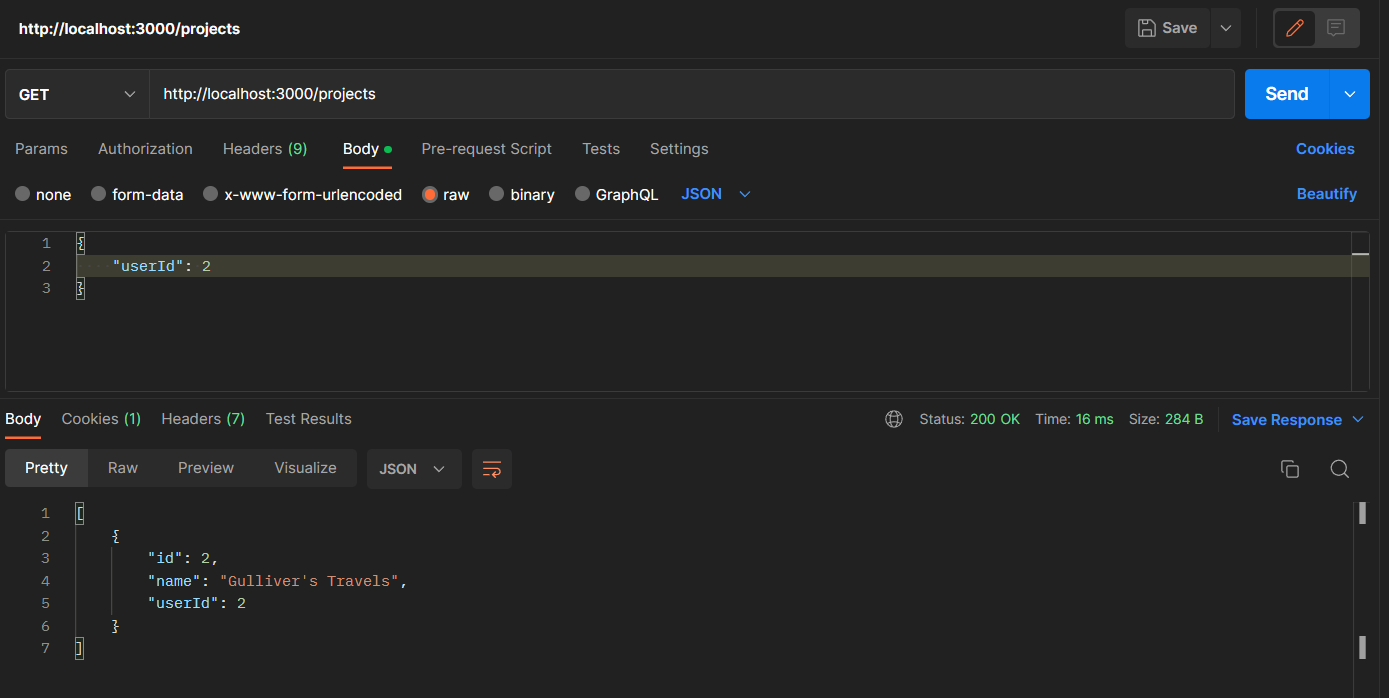 http://localhost:3000/projects Save
GET http://localhost:3000/projects Send
Params Authorization Headers (9) Body Pre-request Script Tests Settings Cookies
none form-data x-www-form-urlencoded raw binary GraphQL JSON Beautify
1 {
2 "userId": 2
3 }
Body Cookies (1) Headers (7) Test Results Status: 200 OK Time: 16 ms Size: 284 B Save Response
Pretty Raw Preview Visualize JSON
1 [
2 {
3 "id": 2,
4 "name": "Gulliver's Travels",
5 "userId": 2
6 }
7 ]